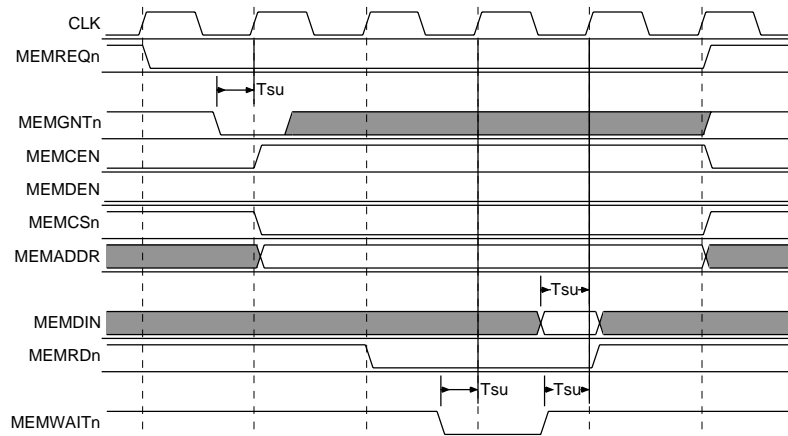 CLK
MEMREQn
Tsu
MEMGNTn
MEMCEN
MEMDEN
MEMCSn
MEMADDR
Tsu
MEMDIN
MEMRDn
Tsu Tsu
MEMWAITn